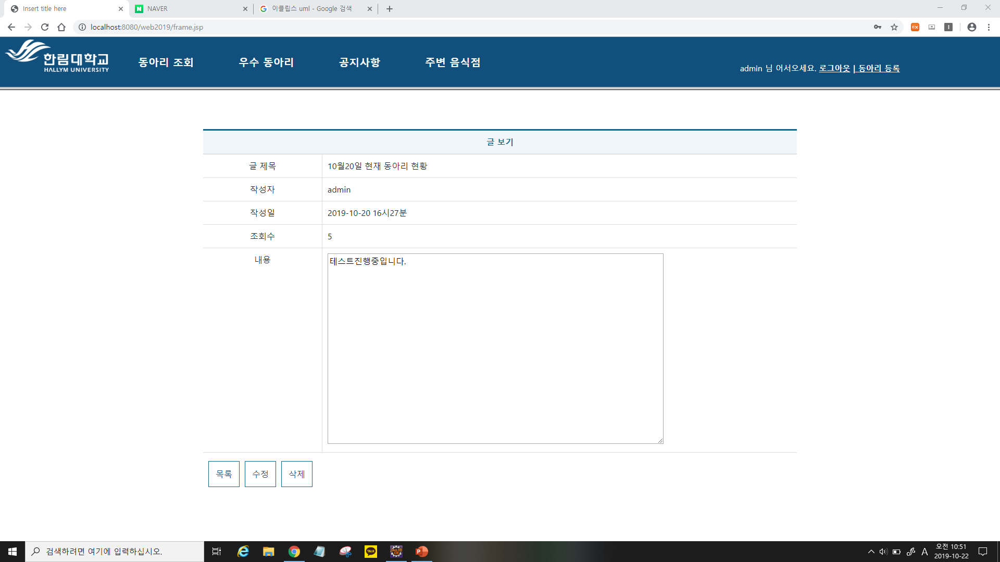 Insert title here
NAVER
이클립스 uml - Google 검색
localhost:8080/web2019/frame.jsp
한림대학교
HALLYM UNIVERSITY
동아리 조회 우수 동아리 공지사항 주변 음식점
admin 님 어서오세요. 로그아웃 | 동아리 등록
글 보기
글 제목 10월20일 현재 동아리 현황
작성자 admin
작성일 2019-10-20 16시27분
조회수 5
내용 테스트진행중입니다.
목록 수정 삭제
검색하려면 여기에 입력하십시오.
TALK
A
오전 10:51
2019-10-22